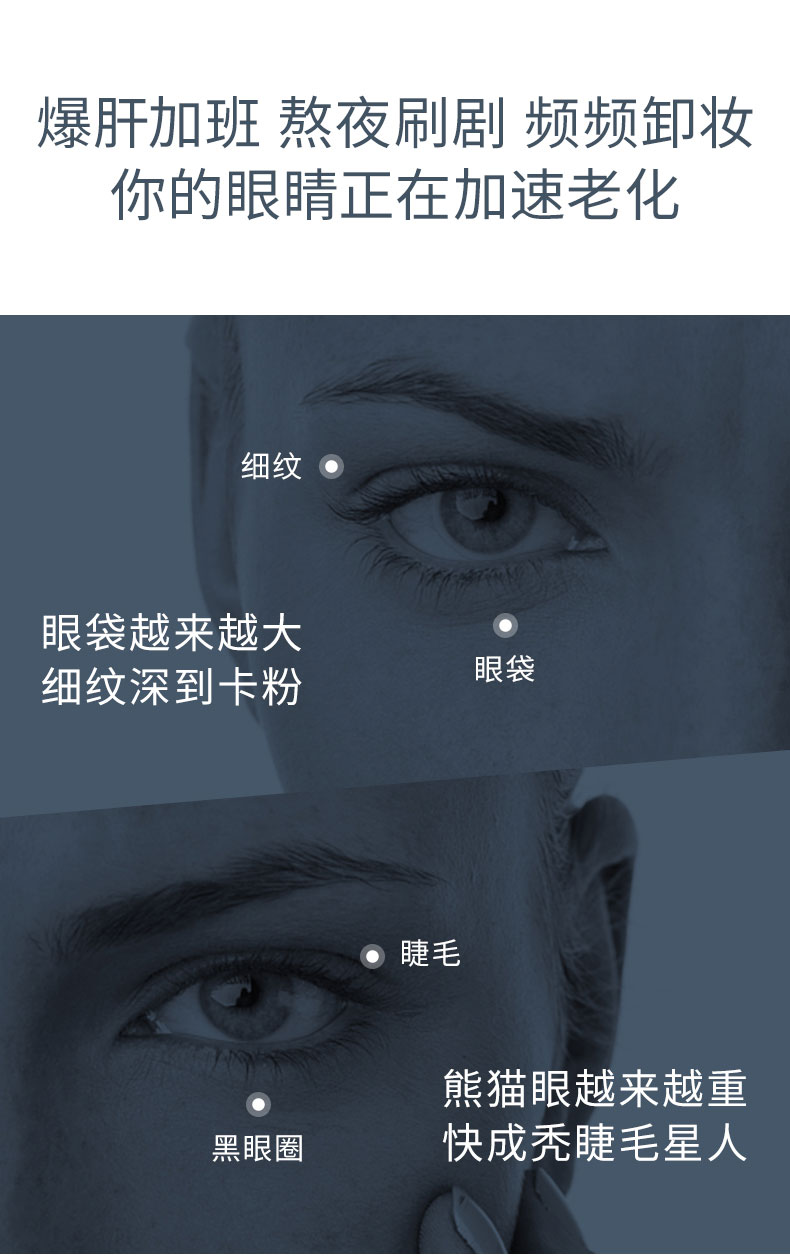 爆肝加班 熬夜刷剧 频频卸妆
你的眼睛正在加速老化
细纹
眼袋越来越大
细纹深到卡粉
眼袋
睫毛
熊猫眼越来越重
快成秃睫毛星人
黑眼圈